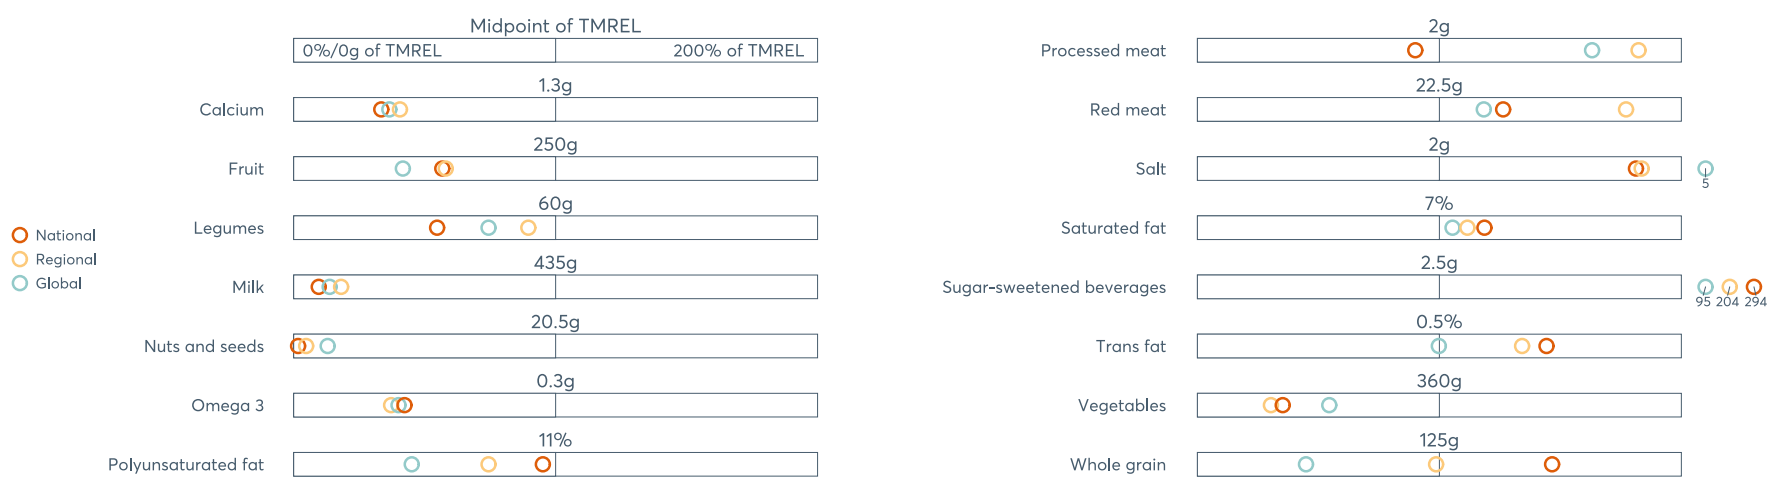 Midpoint of TMREL
0%/0g of TMREL 200% of TMREL
1.3g
Calcium
250g
Fruit
60g
Legumes
435g
Milk
20.5g
Nuts and seeds
0.3g
Omega 3
11%
Polyunsaturated fat
National
Regional
Global
2g
Processed meat
22.5g
Red meat
2g
Salt
5
7%
Saturated fat
2.5g
Sugar-sweetened beverages
95 204 294
0.5%
Trans fat
360g
Vegetables
125g
Whole grain